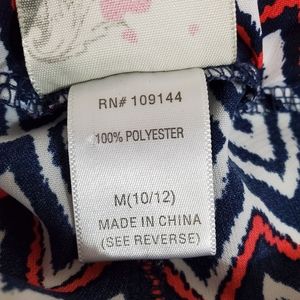 RN# 109144
100% POLYESTER
M(10/12)
MADE IN CHINA
(SEE REVERSE)